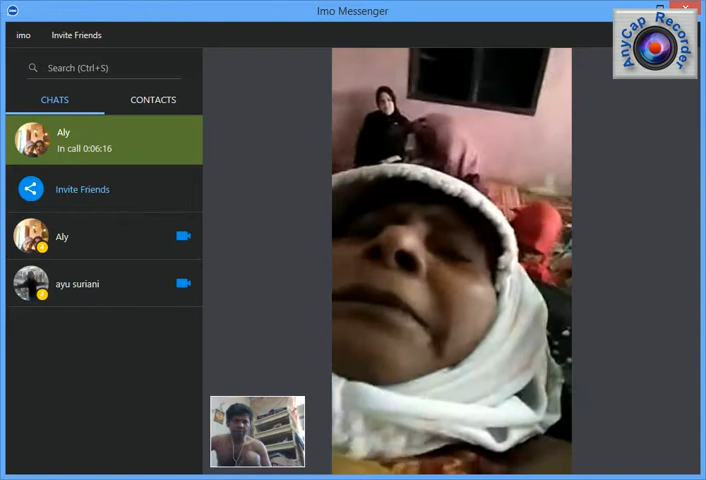 Imo Messenger
imo Invite Friends
AnyCap Recorder
Search (Ctrl+S)
CHATS CONTACTS
Aly
In call 0:06:16
Invite Friends
Aly
ayu suriani